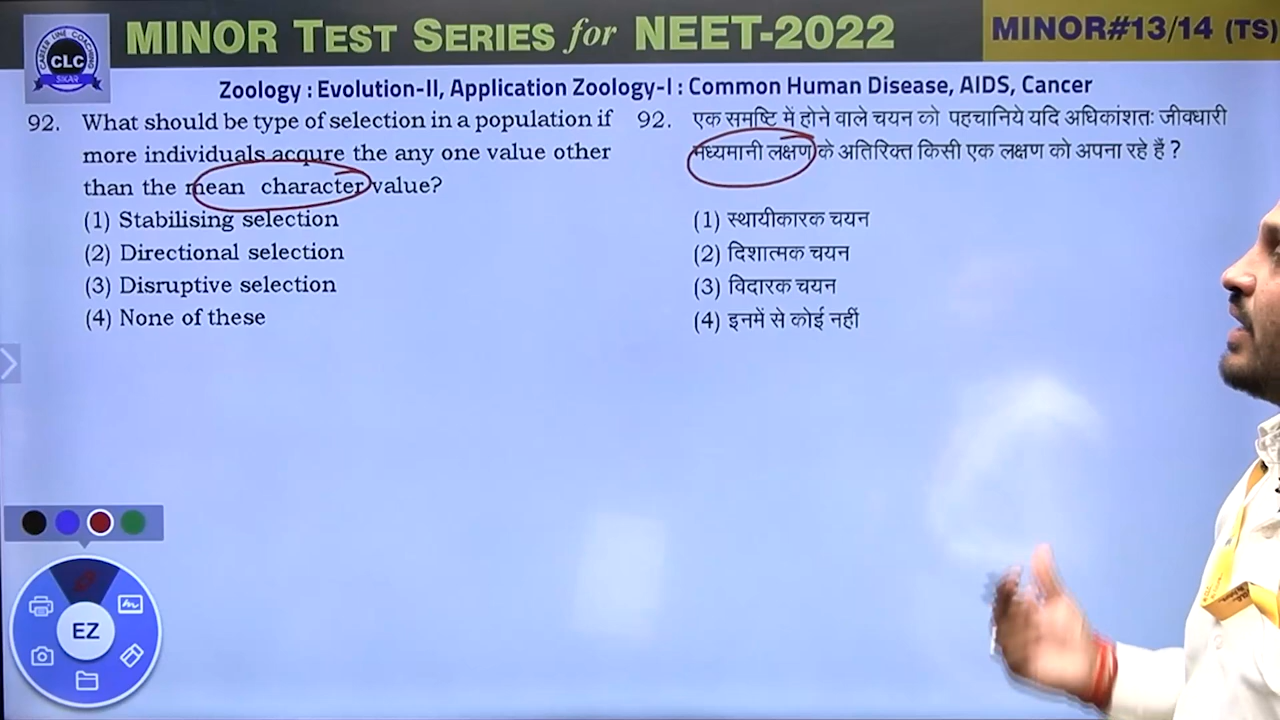 CAREER LINE COACHING
CLC
SIKAR
MINOR TEST SERIES for NEET-2022
MINOR#13/14 (TS)
Zoology : Evolution-II, Application Zoology-I : Common Human Disease, AIDS, Cancer
92. What should be type of selection in a population if
more individuals acqure the any one value other
than the mean character value?
(1) Stabilising selection
(2) Directional selection
(3) Disruptive selection
(4) None of these
92. एक समष्टि में होने वाले चयन को पहचानिये यदि अधिकांशतः जीवधारी
मध्यमानी लक्षण के अतिरिक्त किसी एक लक्षण को अपना रहे हैं ?
(1) स्थायीकारक चयन
(2) दिशात्मक चयन
(3) विदारक चयन
(4) इनमें से कोई नहीं
EZ